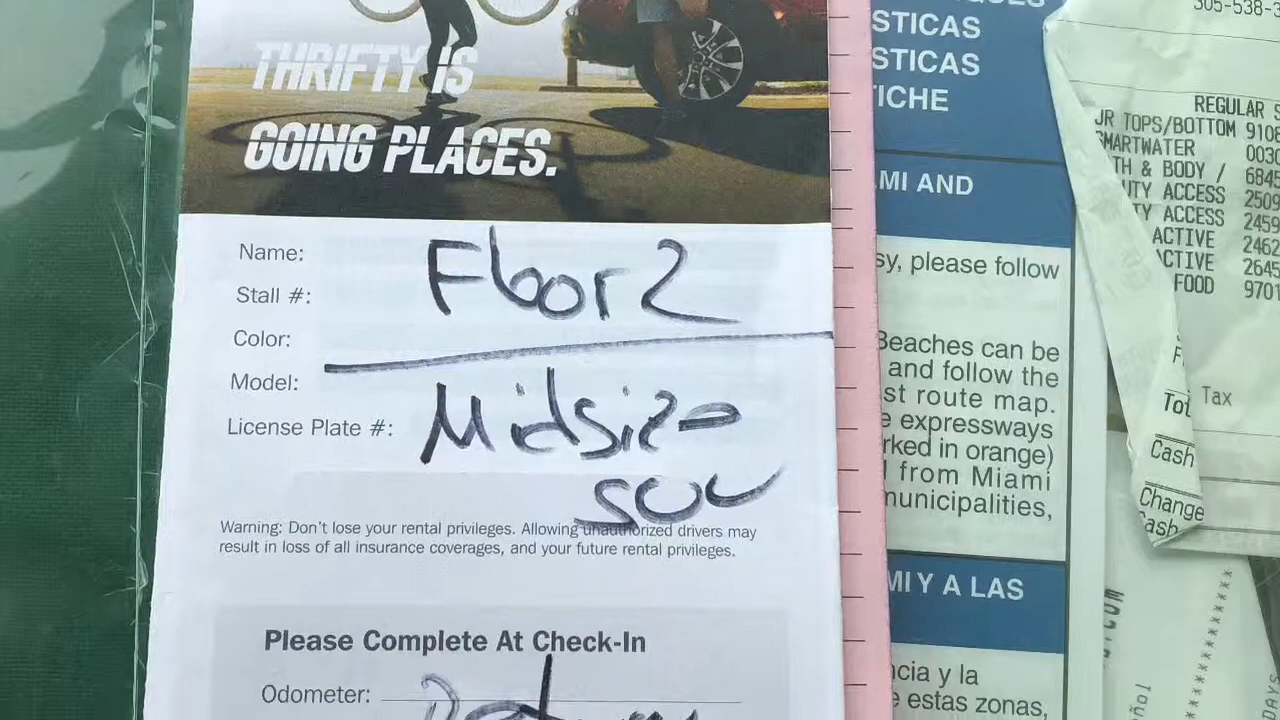 THRIFTY IS
GOING PLACES.
Name:
Floor 2
Stall #:
Color:
Model:
License Plate #:
Midsize
SUV
Warning: Don't lose your rental privileges. Allowing unauthorized drivers may
result in loss of all insurance coverages, and your future rental privileges.
Please Complete At Check-In
Odometer:
STICAS
STICAS
TICHE
MI AND
sy, please follow
Beaches can be
and follow the
st route map.
e expressways
rked in orange)
from Miami
municipalities,
MI Y A LAS
ncia y la
e estas zonas,
305-538-3
REGULAR S
JR TOPS/BOTTOM 910
SMARTWATER 003
TH & BODY / 6845
UTY ACCESS 2509
TY ACCESS 2459
ACTIVE 2462
ACTIVE 2645
FOOD 9701
Tax
Tot
Cash
Change
Cash
ñol